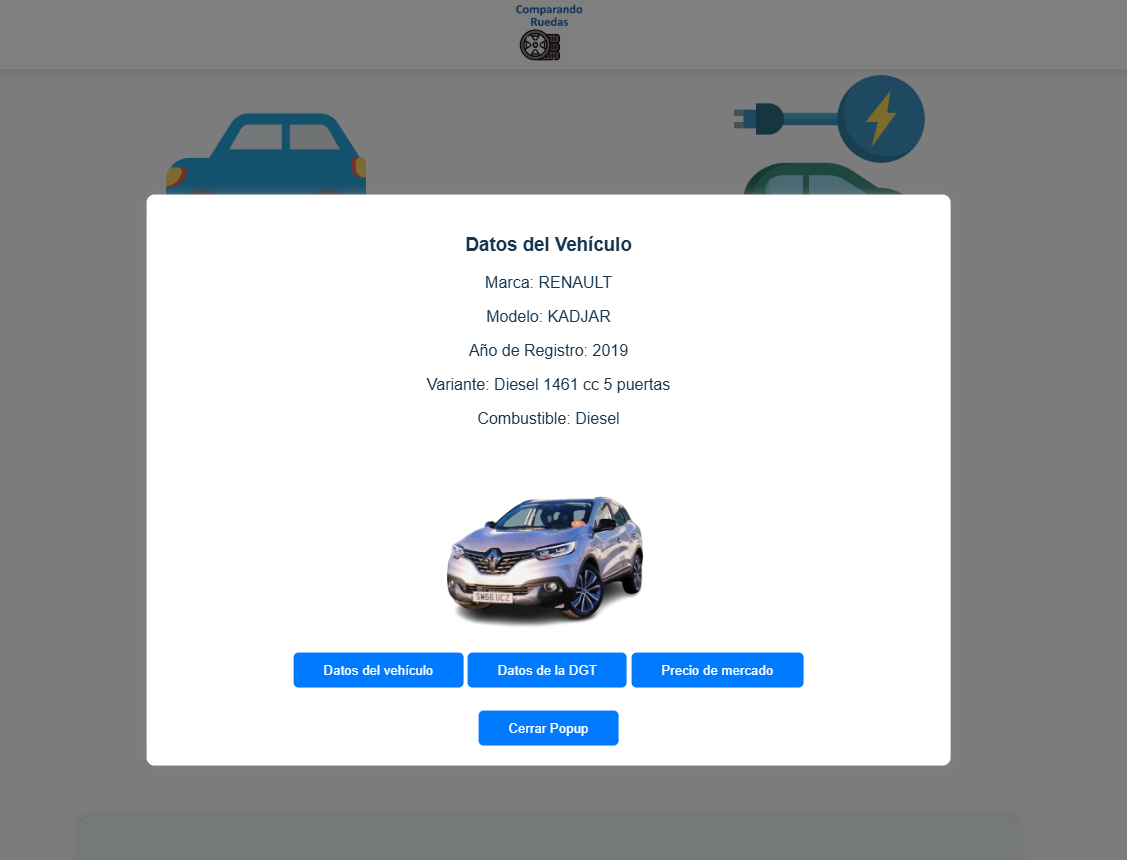 Comparando
Ruedas
Datos del Vehículo
Marca: RENAULT
Modelo: KADJAR
Año de Registro: 2019
Variante: Diesel 1461 cc 5 puertas
Combustible: Diesel
SW66 UCZ
Datos del vehículo
Datos de la DGT
Precio de mercado
Cerrar Popup